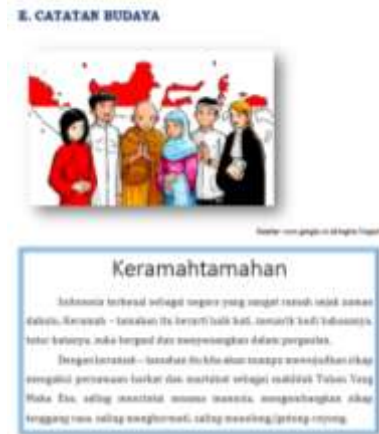 E. CATATAN BUDAYA
Keramahtamahan
Indonesia terkenal sebagai negara yang sangat ramah sejak zaman
dahulu. Keramah – tamahan itu berarti baik hati, menarik budi bahasanya,
tutur katanya, suka bergaul dan menyenangkan dalam pergaulan.
Dengan keramah – tamahan itu kita akan mampu mewujudkan sikap
mengakui persamaan harkat dan martabat sebagai makhluk Tuhan Yang
Maha Esa, saling mencintai sesama manusia, mengembangkan sikap
tenggang rasa, saling menghormati, saling menolong/gotong royong.